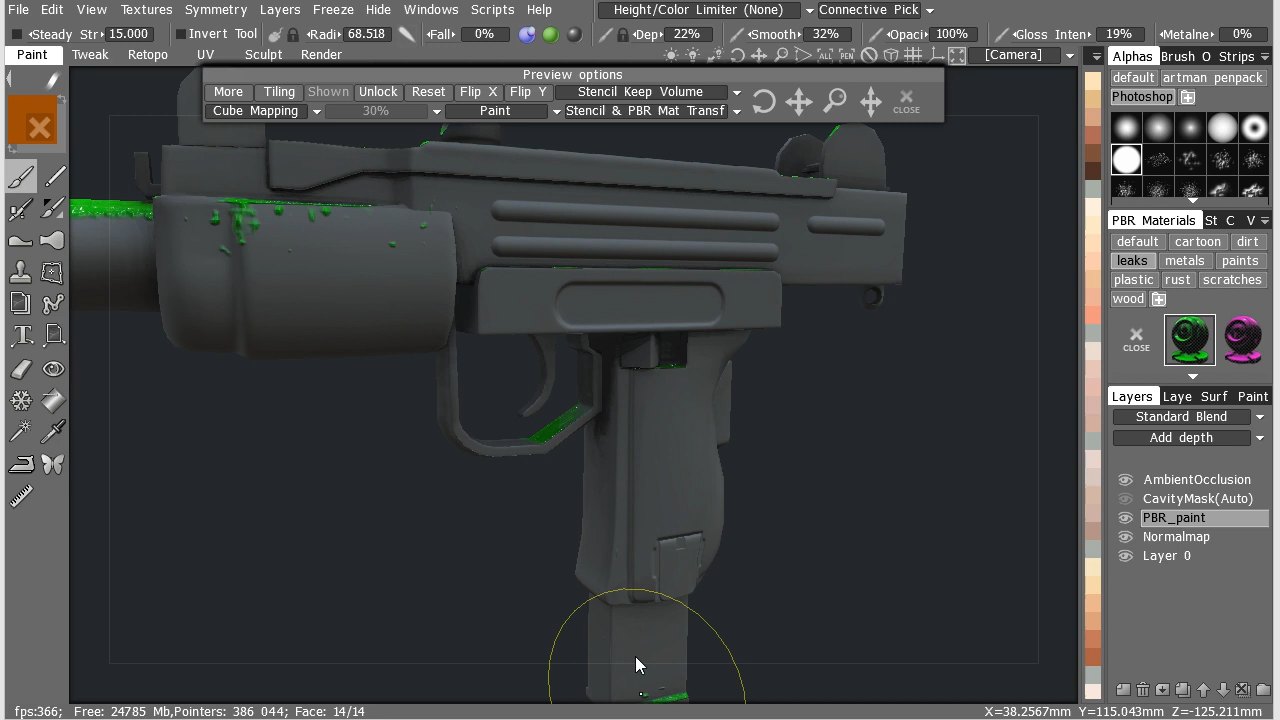 File Edit View Textures Symmetry Layers Freeze Hide Windows Scripts Help Height/Color Limiter (None) Connective Pick
Steady Str 15.000 Invert Tool Radi 68.518 Fall 0% Dep 22% Smooth 32% Opaci 100% Gloss Inten 19% Metalne 0%
Paint Tweak Retopo UV Sculpt Render ALL PEN [Camera] Alphas Brush O Strips
Preview options
More Tiling Shown Unlock Reset Flip X Flip Y Stencil Keep Volume
Cube Mapping 30% Paint Stencil & PBR Mat Transf CLOSE
default artman penpack
Photoshop
PBR Materials St C V
default cartoon dirt
leaks metals paints
plastic rust scratches
wood
CLOSE
Layers Laye Surf Paint
Standard Blend
Add depth
AmbientOcclusion
CavityMask(Auto)
PBR_paint
Normalmap
Layer 0
fps:366; Free: 24785 Mb,Pointers: 386 044; Face: 14/14 X=38.2567mm Y=115.043mm Z=-125.211mm